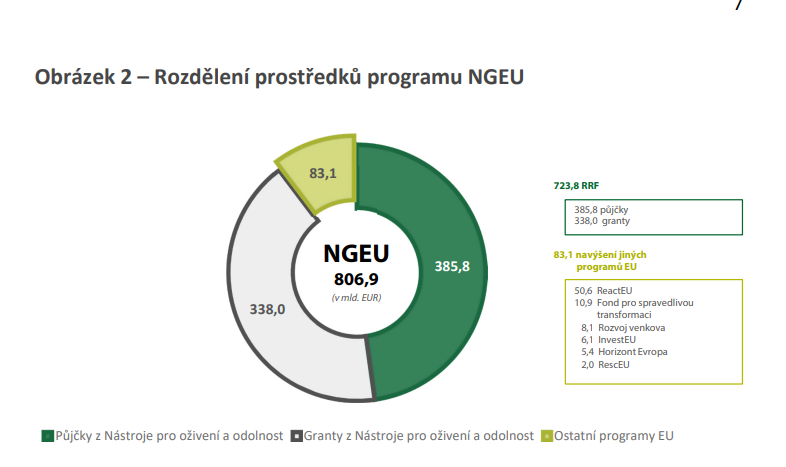 7
Obrázek 2 – Rozdělení prostředků programu NGEU
83,1
723,8 RRF
385,8 půjčky
338,0 granty
NGEU
806,9
(v mld. EUR)
385,8
338,0
83,1 navýšení jiných
programů EU
50,6 ReactEU
10,9 Fond pro spravedlivou
transformaci
8,1 Rozvoj venkova
6,1 InvestEU
5,4 Horizont Evropa
2,0 RescEU
Půjčky z Nástroje pro oživení a odolnost Granty z Nástroje pro oživení a odolnost Ostatní programy EU